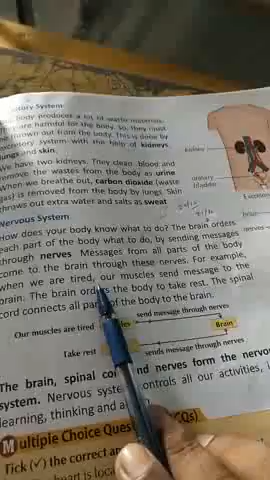 tory System
body produces a lot of waste materials.
are harmful for the body. So, they must
thrown out from the body. This is done by
excretory system with the help of kidneys,
lungs and skin.
We have two kidneys. They clean blood and
remove the wastes from the body as urine
When we breathe out, carbon dioxide (waste
gas) is removed from the body by lungs. Skin
throws out extra water and salts as sweat
kidney
urinary
bladder
Excretory
Nervous System
How does your body know what to do? The brain orders
each part of the body what to do, by sending messages
through nerves Messages from all parts of the body
come to the brain through these nerves. For example,
when we are tired, our muscles send message to the
brain. The brain orders the body to take rest. The spinal
cord connects all parts of the body to the brain.
brain
nerves
send message through nerves
Our muscles are tired
Brain
Take rest
sends message through nerves
The brain, spinal cord and nerves form the nervous
system. Nervous system controls all our activities,
learning, thinking and
Multiple Choice Questions (MCQs)
Tick (✓) the correct
heart is